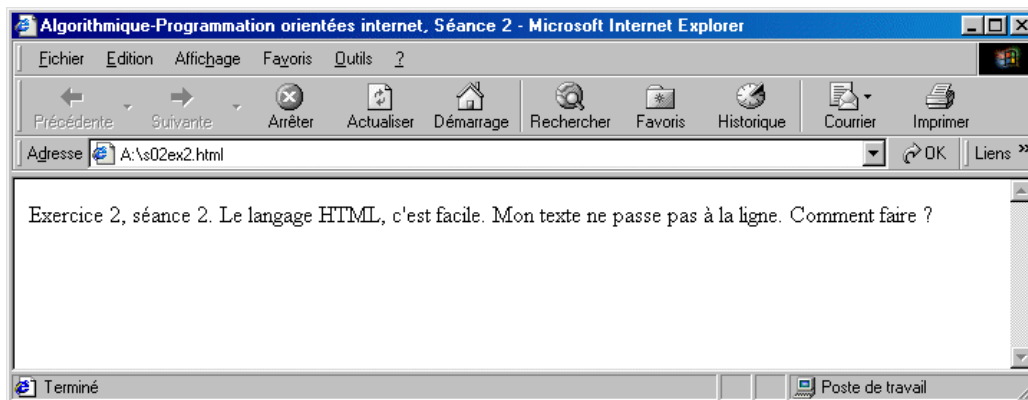 Algorithmique-Programmation orientées internet, Séance 2 - Microsoft Internet Explorer
Fichier Edition Affichage Favoris Outils ?
Précédente Suivante Arrêter Actualiser Démarrage Rechercher Favoris Historique Courrier Imprimer
Adresse A:\s02ex2.html OK Liens »
Exercice 2, séance 2. Le langage HTML, c'est facile. Mon texte ne passe pas à la ligne. Comment faire ?
Terminé Poste de travail